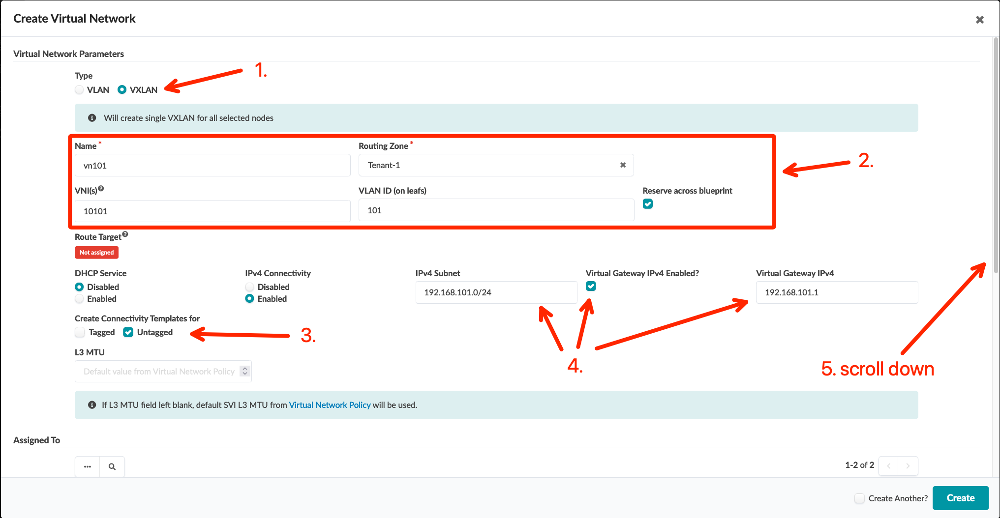 Create Virtual Network
Virtual Network Parameters
Type
1.
VLAN VXLAN
Will create single VXLAN for all selected nodes
Name * Routing Zone *
vn101 Tenant-1
2.
VNI(s) VLAN ID (on leafs) Reserve across blueprint
10101 101
Route Target
Not assigned
DHCP Service IPv4 Connectivity IPv4 Subnet Virtual Gateway IPv4 Enabled? Virtual Gateway IPv4
Disabled Disabled 192.168.101.0/24 192.168.101.1
Enabled Enabled
Create Connectivity Templates for
Tagged Untagged 3.
L3 MTU
Default value from Virtual Network Policy 4. 5. scroll down
If L3 MTU field left blank, default SVI L3 MTU from Virtual Network Policy will be used.
Assigned To
1-2 of 2
Create Another? Create